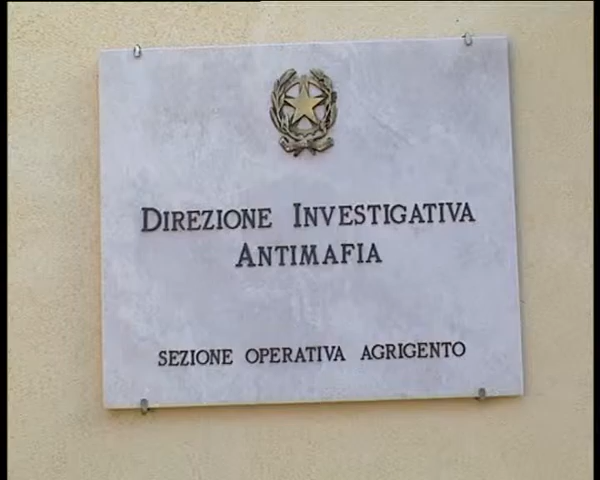 DIREZIONE INVESTIGATIVA
ANTIMAFIA
SEZIONE OPERATIVA AGRIGENTO